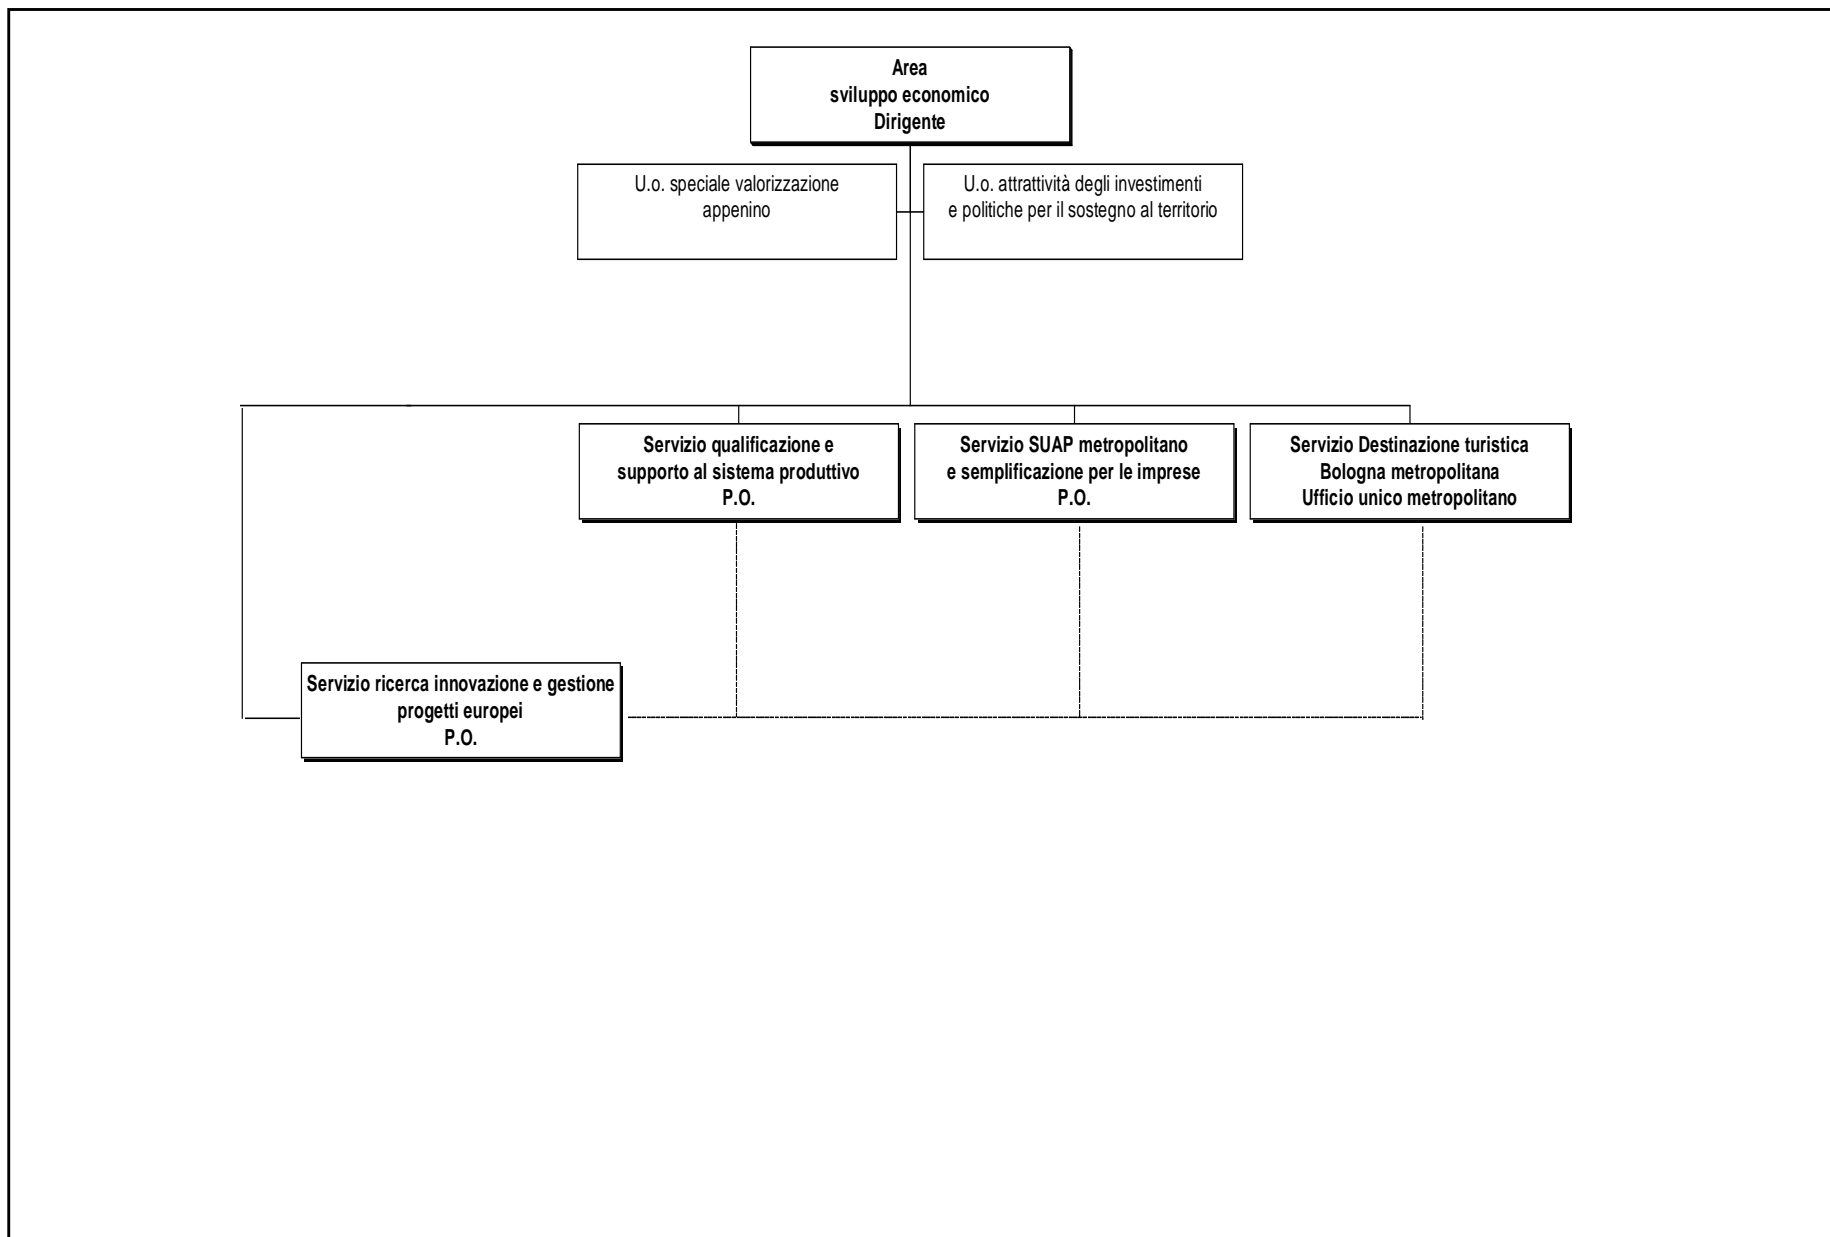 Area
sviluppo economico
Dirigente
U.o. speciale valorizzazione
appenino
U.o. attrattività degli investimenti
e politiche per il sostegno al territorio
Servizio qualificazione e
supporto al sistema produttivo
P.O.
Servizio SUAP metropolitano
e semplificazione per le imprese
P.O.
Servizio Destinazione turistica
Bologna metropolitana
Ufficio unico metropolitano
Servizio ricerca innovazione e gestione
progetti europei
P.O.